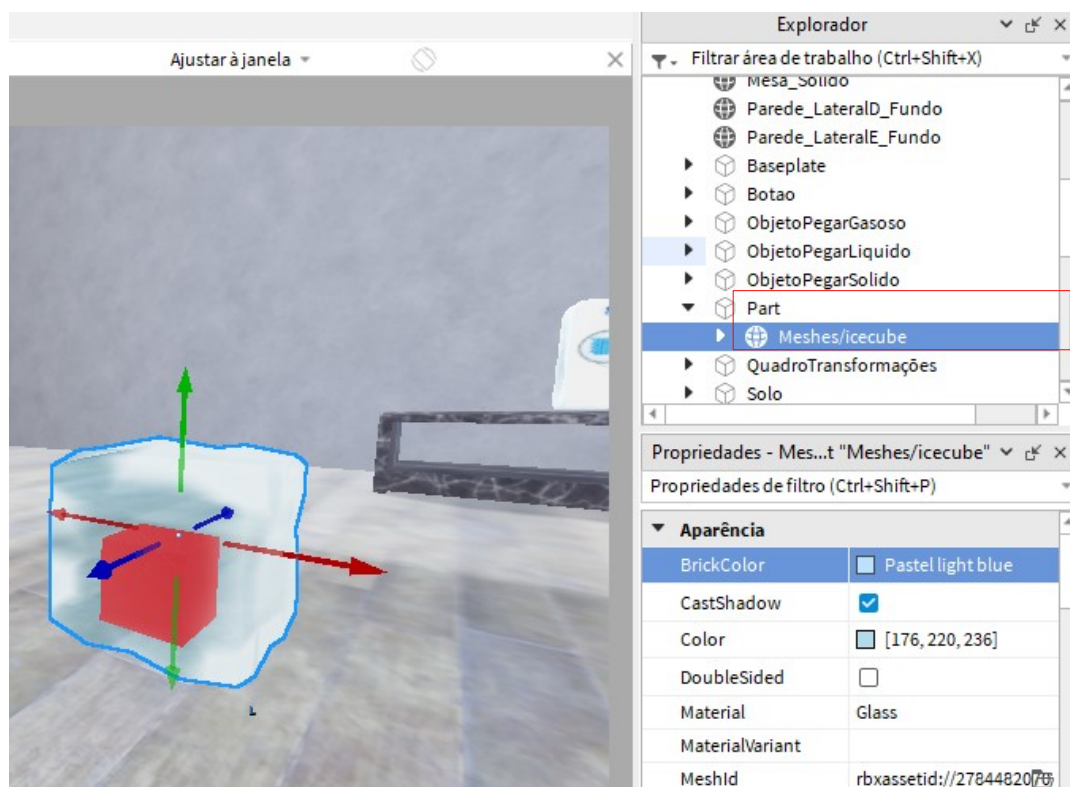 Explorador
Ajustar à janela
Filtrar área de trabalho (Ctrl+Shift+X)
Mesa_Solido
Parede_LateralD_Fundo
Parede_LateralE_Fundo
Baseplate
Botao
ObjetoPegarGasoso
ObjetoPegarLiquido
ObjetoPegarSolido
Part
Meshes/icecube
QuadroTransformações
Solo
Propriedades - Mes...t "Meshes/icecube"
Propriedades de filtro (Ctrl+Shift+P)
Aparência
BrickColor Pastel light blue
CastShadow
Color [176, 220, 236]
DoubleSided
Material Glass
MaterialVariant
MeshId
L